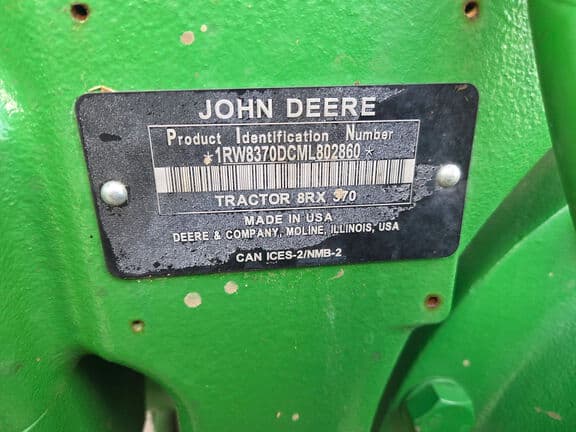 JOHN DEERE
Product Identification Number
*1RW8370DCML802860*
TRACTOR 8RX 370
MADE IN USA
DEERE & COMPANY, MOLINE, ILLINOIS, USA
CAN ICES-2/NMB-2